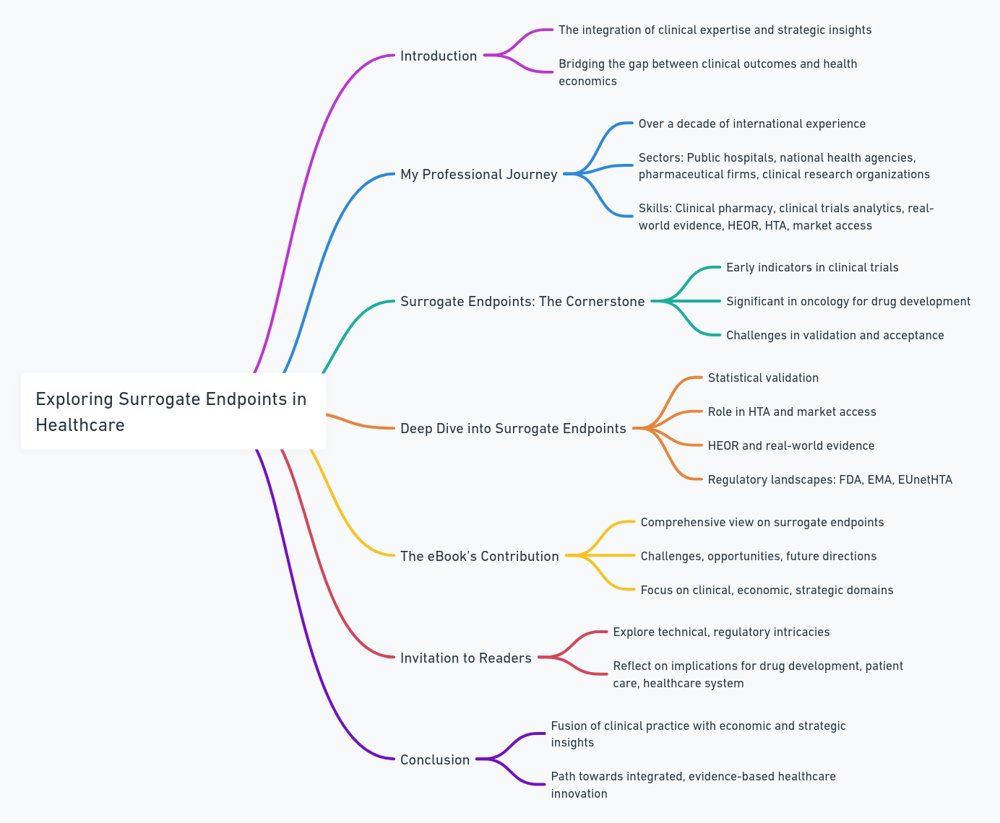 The integration of clinical expertise and strategic insights
Introduction
Bridging the gap between clinical outcomes and health
economics
Over a decade of international experience
Sectors: Public hospitals, national health agencies,
pharmaceutical firms, clinical research organizations
My Professional Journey
Skills: Clinical pharmacy, clinical trials analytics, real-
world evidence, HEOR, HTA, market access
Early indicators in clinical trials
Surrogate Endpoints: The Cornerstone
Significant in oncology for drug development
Challenges in validation and acceptance
Exploring Surrogate Endpoints in
Healthcare
Statistical validation
Role in HTA and market access
Deep Dive into Surrogate Endpoints
HEOR and real-world evidence
Regulatory landscapes: FDA, EMA, EUnetHTA
Comprehensive view on surrogate endpoints
The eBook's Contribution
Challenges, opportunities, future directions
Focus on clinical, economic, strategic domains
Explore technical, regulatory intricacies
Invitation to Readers
Reflect on implications for drug development, patient
care, healthcare system
Fusion of clinical practice with economic and strategic
insights
Conclusion
Path towards integrated, evidence-based healthcare
innovation